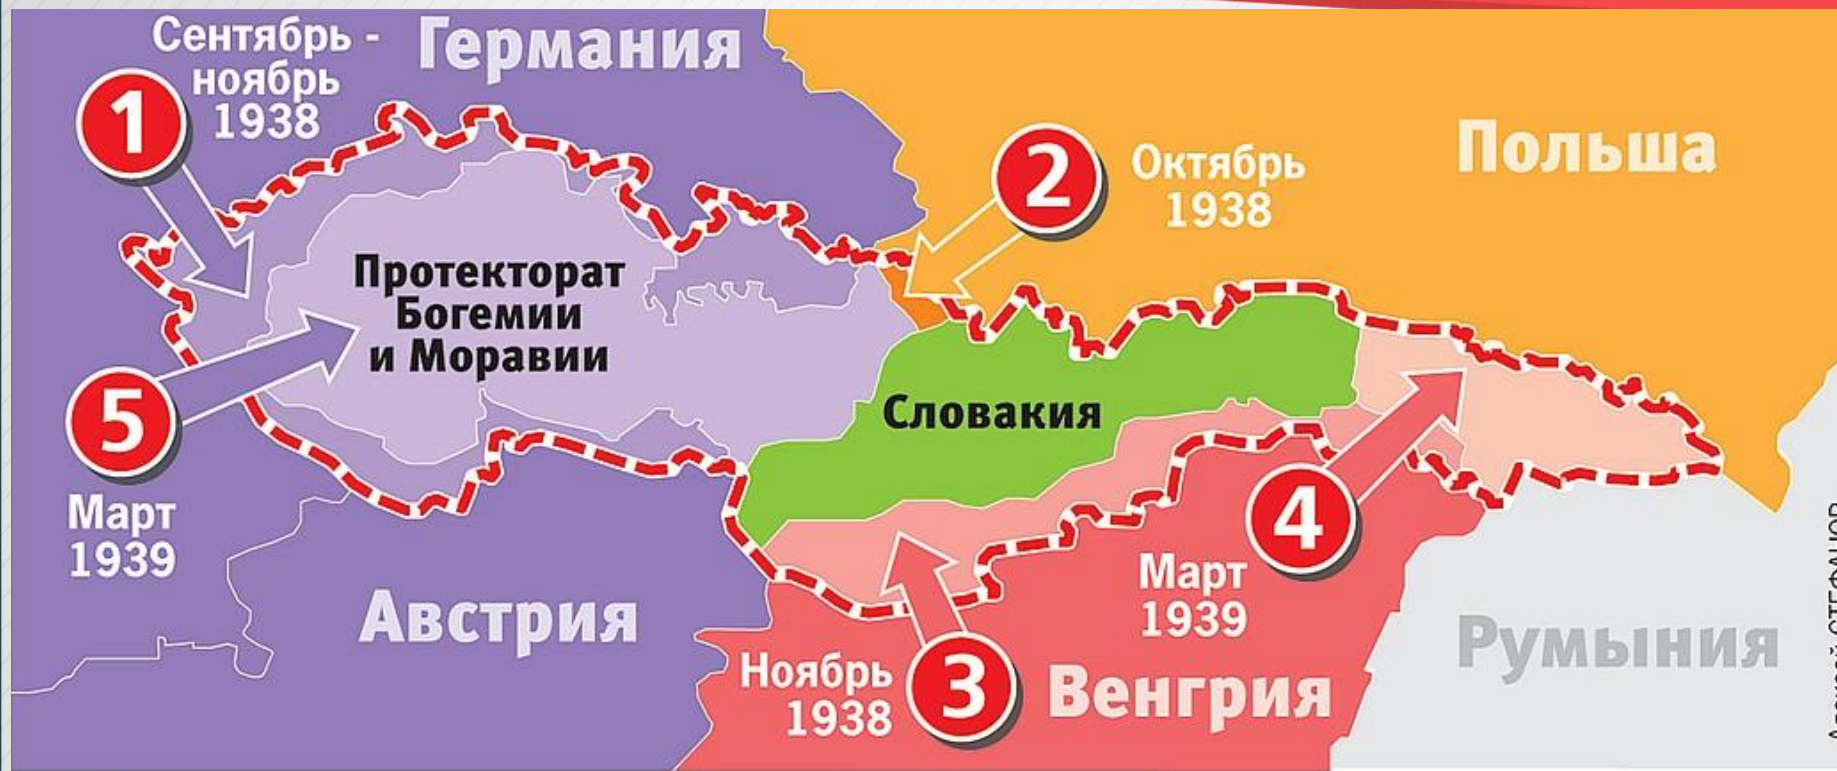 Сентябрь -
ноябрь
1938
1
Германия
2
Октябрь
1938
Польша
Протекторат
Богемии
и Моравии
5
Март
1939
Словакия
4
Март
1939
Австрия
Ноябрь
1938
3
Венгрия
Румыния